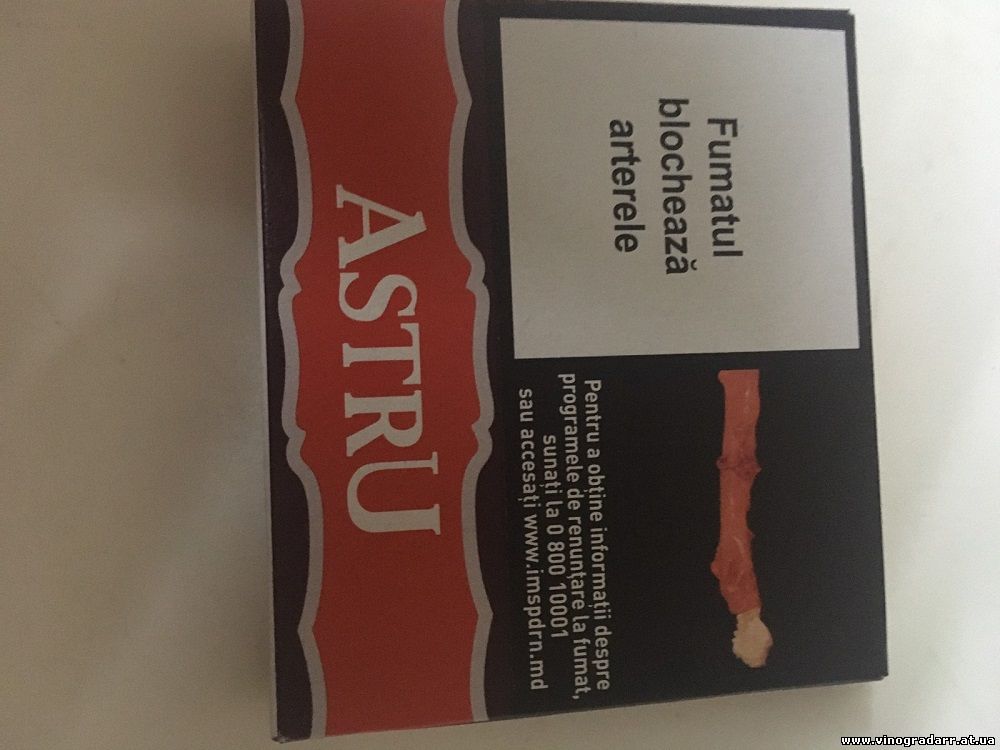 Fumatul
blochează
arterele
Pentru a obține informații despre
programele de renunțare la fumat,
sunați la 0 800 10001
sau accesați www.imspdrn.md
ASTRU
www.vinogradarr.at.ua